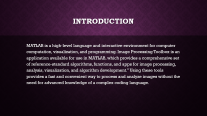 INTRODUCTION
MATLAB is a high level language and interactive environment for computer
computation, visualisation, and programming. Image Processing Toolbox is an
application available for use in MATLAB, which provides a comprehensive set
of reference-standard algorithms, functions, and apps for image processing,
analysis, visualization, and algorithm development." Using these tools
provides a fast and convenient way to process and analyse images without the
need for advanced knowledge of a complex coding language.